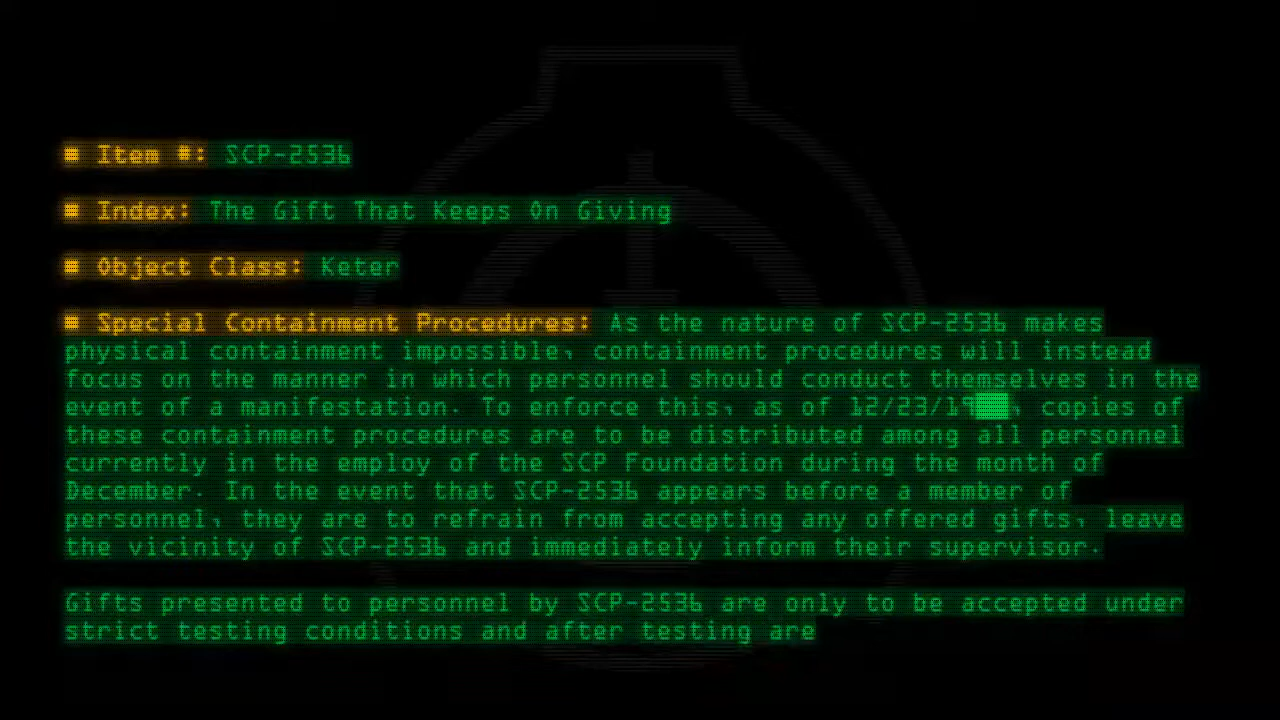 ■ Item #: SCP-2536
■ Index: The Gift That Keeps On Giving
■ Object Class: Keter
■ Special Containment Procedures: As the nature of SCP-2536 makes
physical containment impossible, containment procedures will instead
focus on the manner in which personnel should conduct themselves in the
event of a manifestation. To enforce this, as of 12/23/19██, copies of
these containment procedures are to be distributed among all personnel
currently in the employ of the SCP Foundation during the month of
December. In the event that SCP-2536 appears before a member of
personnel, they are to refrain from accepting any offered gifts, leave
the vicinity of SCP-2536 and immediately inform their supervisor.
Gifts presented to personnel by SCP-2536 are only to be accepted under
strict testing conditions and after testing are